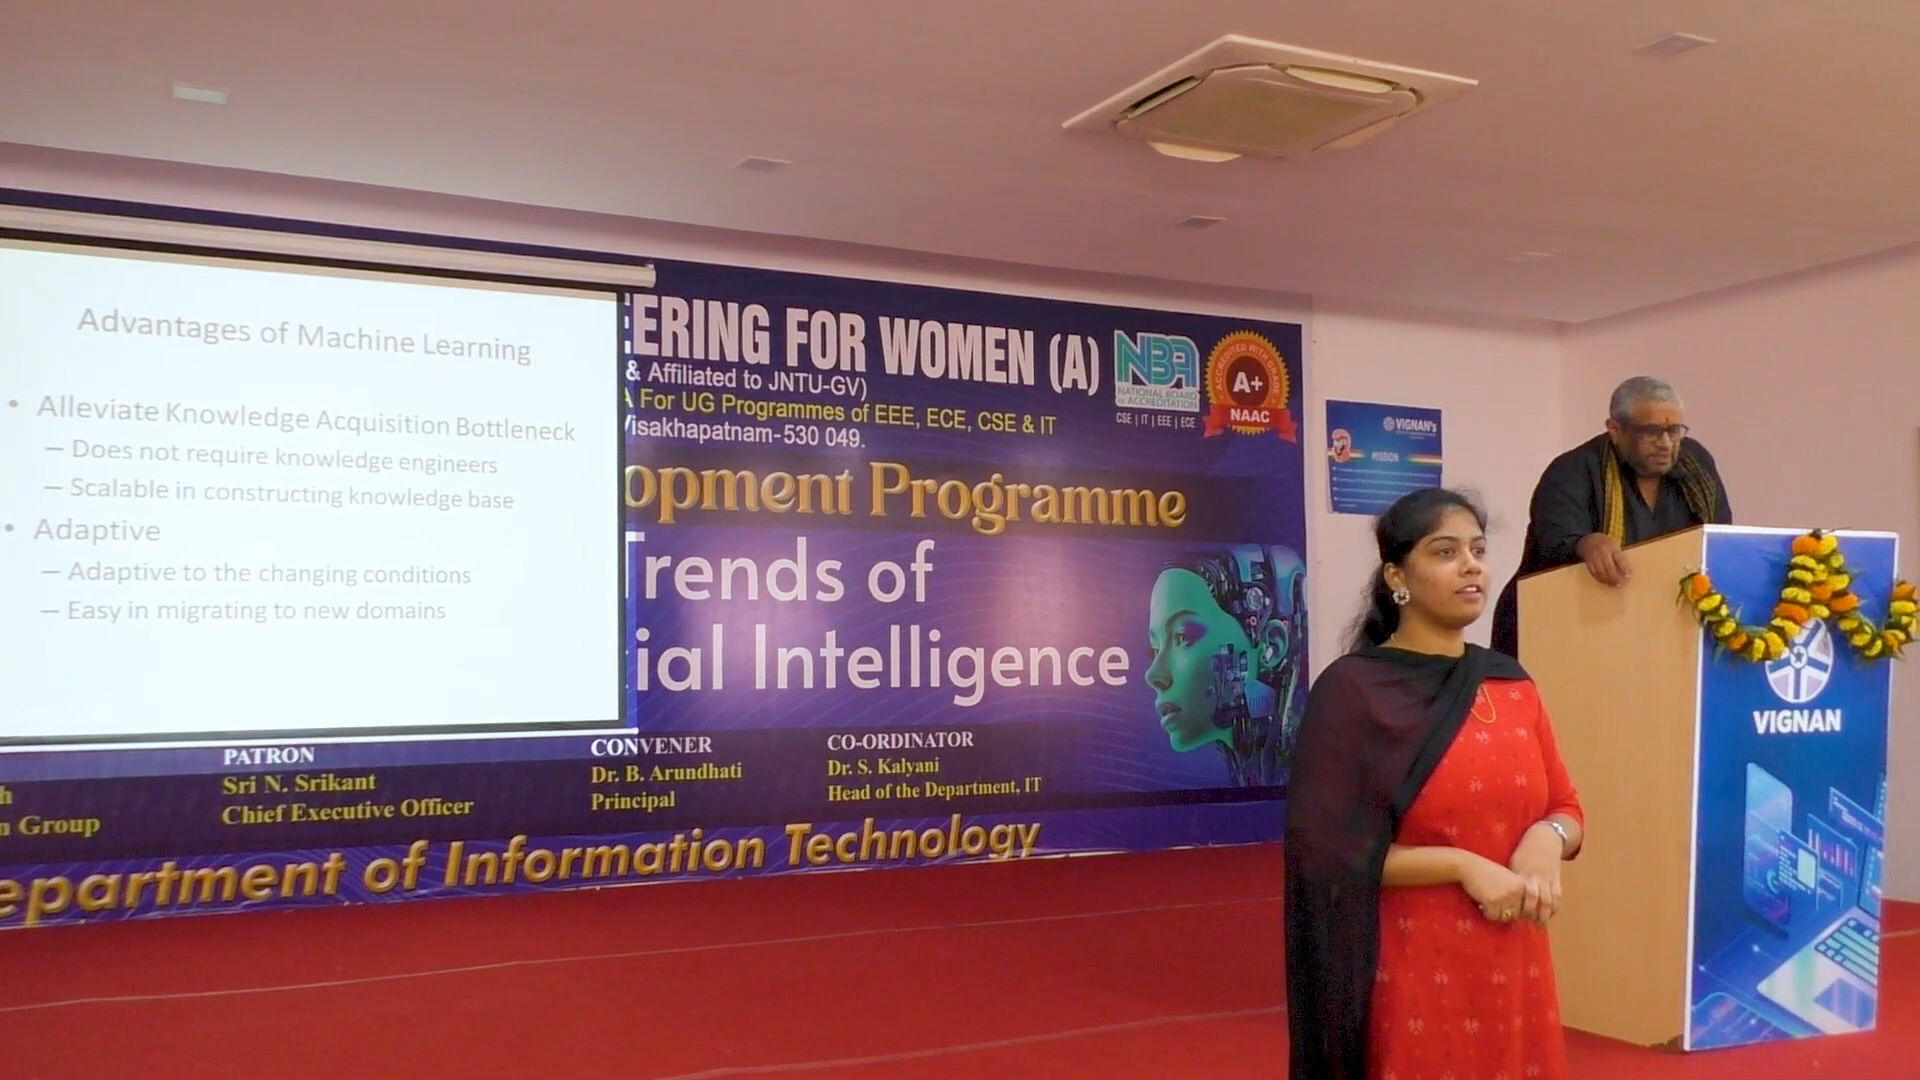 Advantages of Machine Learning
• Alleviate Knowledge Acquisition Bottleneck
– Does not require knowledge engineers
– Scalable in constructing knowledge base
• Adaptive
– Adaptive to the changing conditions
– Easy in migrating to new domains
ERING FOR WOMEN (A)
& Affiliated to JNTU-GV)
For UG Programmes of EEE, ECE, CSE & IT
isakhapatnam-530 049.
NBA
NATIONAL BOARD
of ACCREDITATION
CSE | IT | EEE | ECE
ACCREDITED WITH GRADE
A+
NAAC
opment Programme
Trends of
ial Intelligence
h
n Group
PATRON
Sri N. Srikant
Chief Executive Officer
CONVENER
Dr. B. Arundhati
Principal
CO-ORDINATOR
Dr. S. Kalyani
Head of the Department, IT
epartment of Information Technology
VIGNAN's
MISSION
VIGNAN